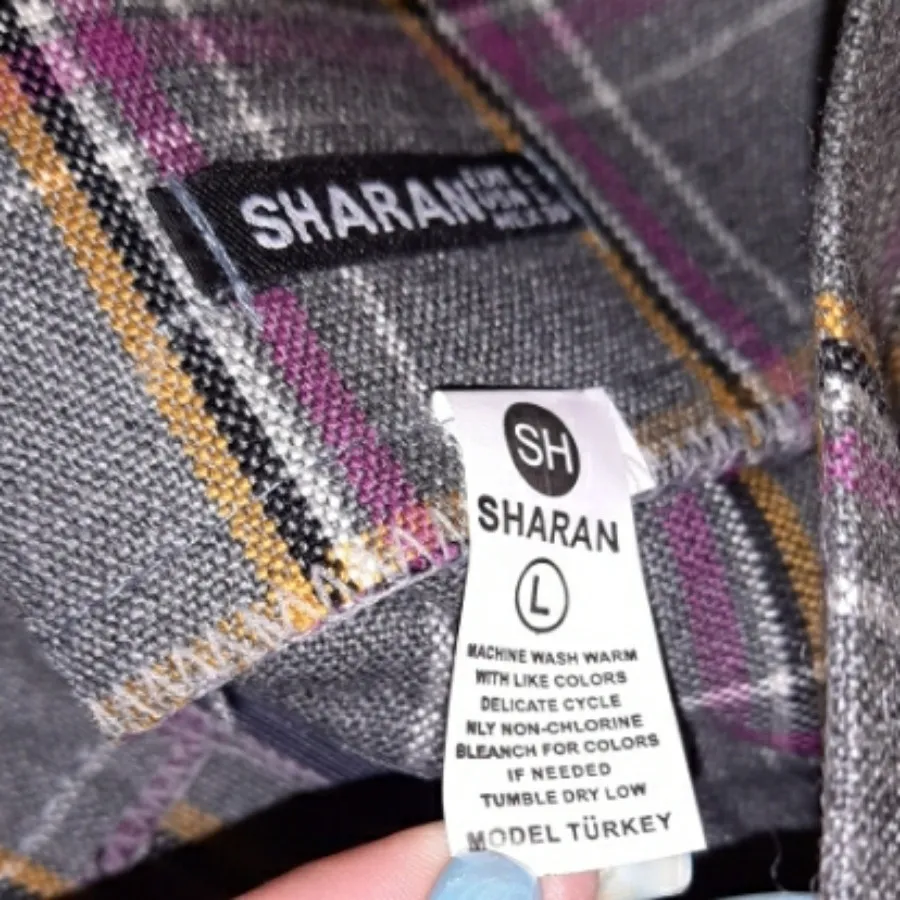 SHARAN
SH
SHARAN
L
MACHINE WASH WARM
WITH LIKE COLORS
DELICATE CYCLE
NLY NON-CHLORINE
BLEANCH FOR COLORS
IF NEEDED
TUMBLE DRY LOW
MODEL TÜRKEY